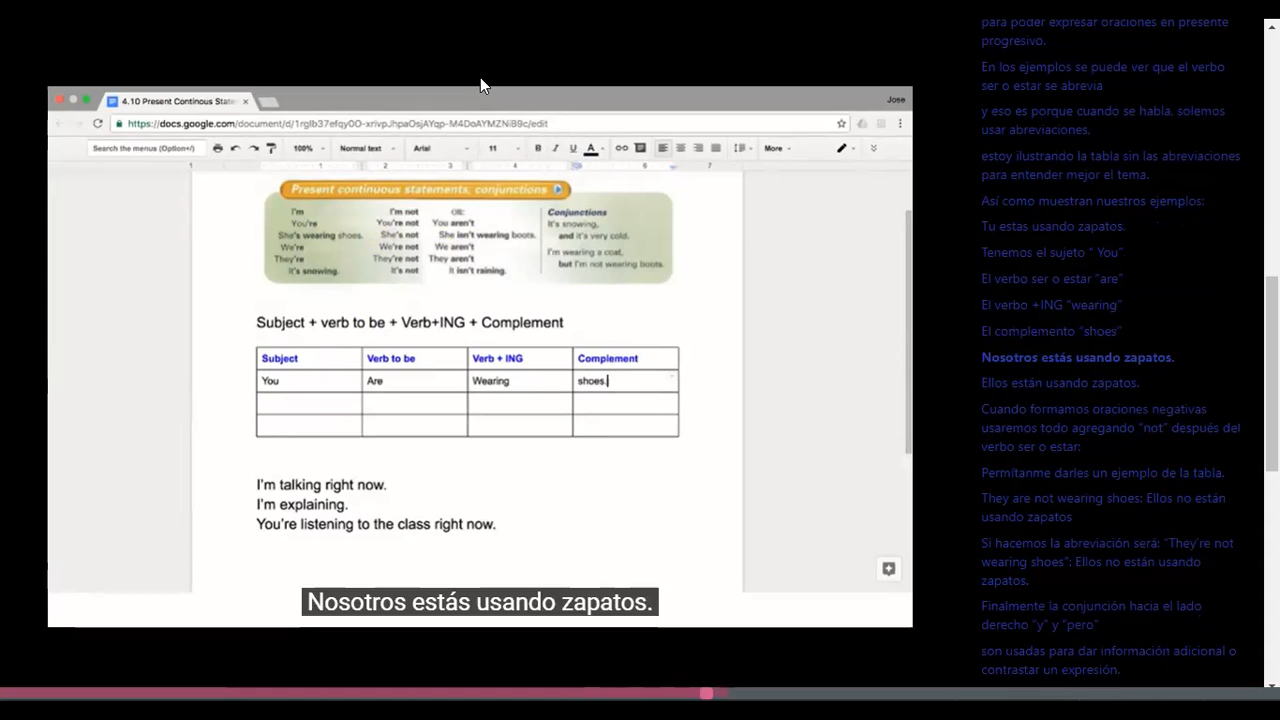 4.10 Present Continous State
Jose
https://docs.google.com/document/d/1rglb37efqy0O-xrivpJhpaOsjAYqp-M4DoAYMZNiB9c/edit
Search the menus (Option+/)
100%
Normal text
Arial
11
B I U A
More
1 1 2 3 4 5 6 7
Present continuous statements; conjunctions
I'm I'm not OR: Conjunctions
You're You're not You aren't It's snowing,
She's wearing shoes. She's not She isn't wearing boots. and it's very cold.
We're We're not We aren't I'm wearing a coat,
They're They're not They aren't but I'm not wearing boots.
It's snowing. It's not It isn't raining.
Subject + verb to be + Verb+ING + Complement
Subject Verb to be Verb + ING Complement
You Are Wearing shoes.
I'm talking right now.
I'm explaining.
You're listening to the class right now.
Nosotros estás usando zapatos.
para poder expresar oraciones en presente
progresivo.
En los ejemplos se puede ver que el verbo
ser o estar se abrevia
y eso es porque cuando se habla, solemos
usar abreviaciones.
estoy ilustrando la tabla sin las abreviaciones
para entender mejor el tema.
Así como muestran nuestros ejemplos:
Tu estas usando zapatos.
Tenemos el sujeto " You"
El verbo ser o estar "are"
El verbo +ING "wearing"
El complemento "shoes"
Nosotros estás usando zapatos.
Ellos están usando zapatos.
Cuando formamos oraciones negativas
usaremos todo agregando "not" después del
verbo ser o estar:
Permítanme darles un ejemplo de la tabla.
They are not wearing shoes: Ellos no están
usando zapatos
Si hacemos la abreviación será: "They're not
wearing shoes": Ellos no están usando
zapatos.
Finalmente la conjunción hacia el lado
derecho "y" y "pero"
son usadas para dar información adicional o
contrastar un expresión.